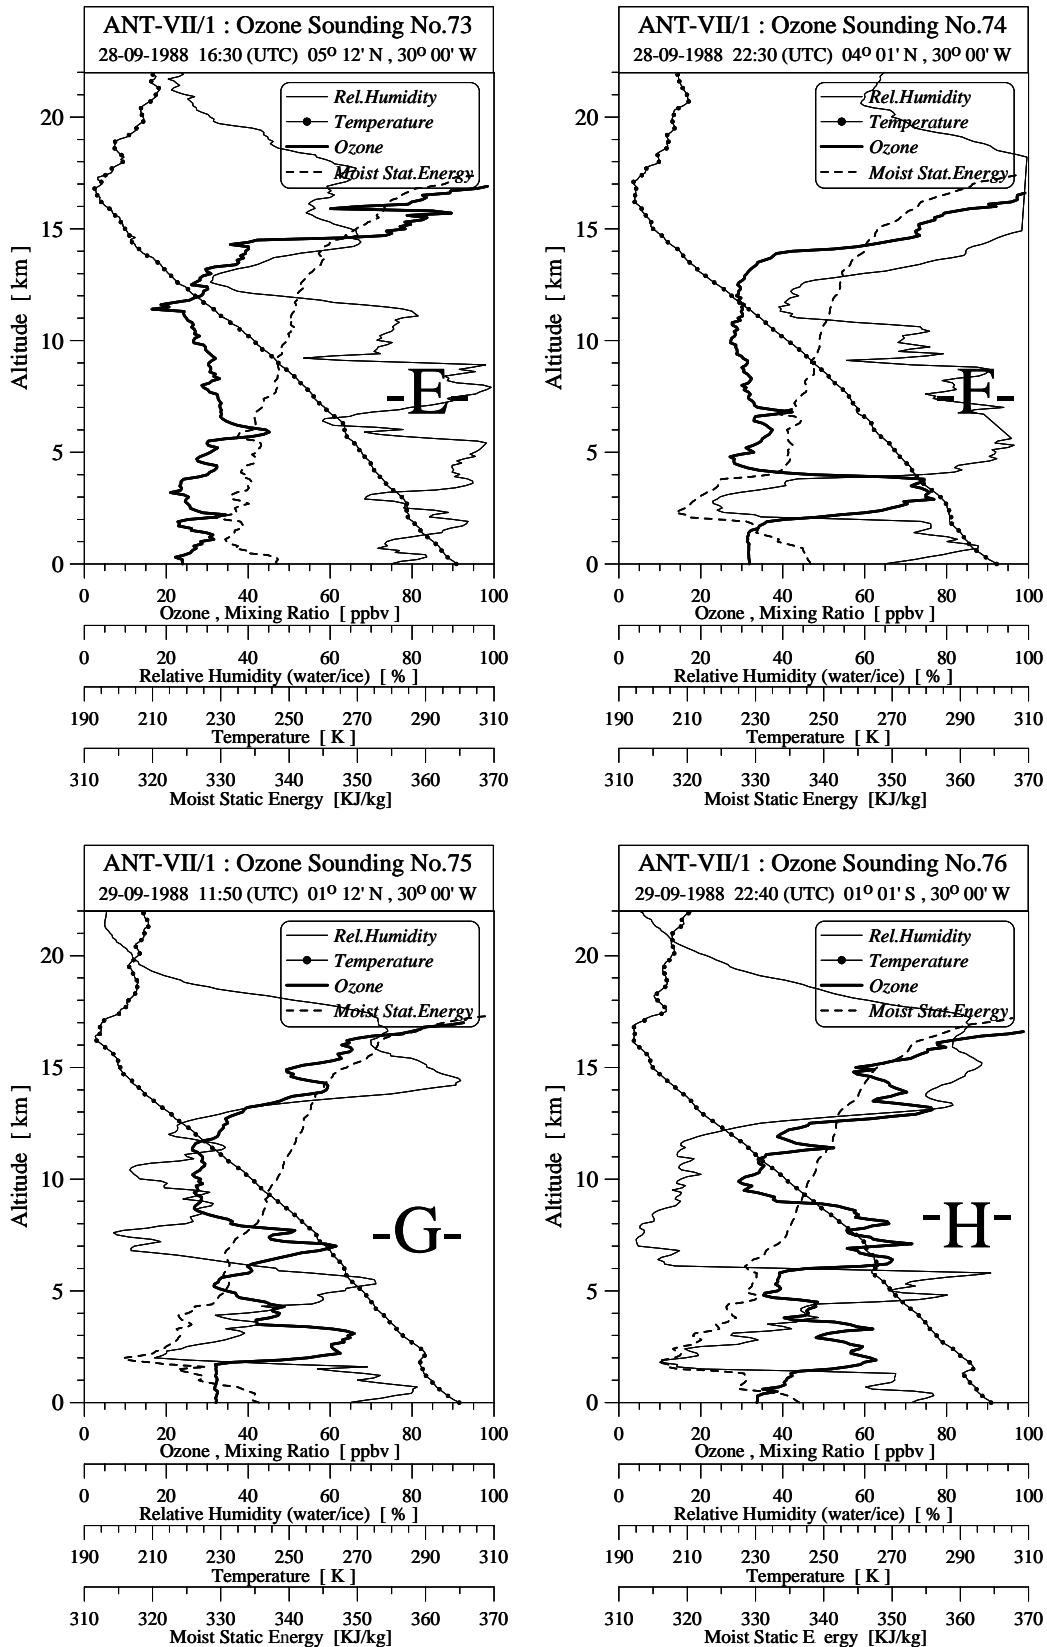 ANT-VII/1 : Ozone Sounding No.73
28-09-1988 16:30 (UTC) 05º 12' N , 30º 00' W
Rel.Humidity
Temperature
Ozone
Moist Stat.Energy
20
15
10
5
0
Altitude [ km ]
-E-
0 20 40 60 80 100
Ozone , Mixing Ratio [ ppbv ]
0 20 40 60 80 100
Relative Humidity (water/ice) [ % ]
190 210 230 250 270 290 310
Temperature [ K ]
310 320 330 340 350 360 370
Moist Static Energy [KJ/kg]
ANT-VII/1 : Ozone Sounding No.74
28-09-1988 22:30 (UTC) 04º 01' N , 30º 00' W
Rel.Humidity
Temperature
Ozone
Moist Stat.Energy
20
15
10
5
0
Altitude [ km ]
-F-
0 20 40 60 80 100
Ozone , Mixing Ratio [ ppbv ]
0 20 40 60 80 100
Relative Humidity (water/ice) [ % ]
190 210 230 250 270 290 310
Temperature [ K ]
310 320 330 340 350 360 370
Moist Static Energy [KJ/kg]
ANT-VII/1 : Ozone Sounding No.75
29-09-1988 11:50 (UTC) 01º 12' N , 30º 00' W
Rel.Humidity
Temperature
Ozone
Moist Stat.Energy
20
15
10
5
0
Altitude [ km ]
-G-
0 20 40 60 80 100
Ozone , Mixing Ratio [ ppbv ]
0 20 40 60 80 100
Relative Humidity (water/ice) [ % ]
190 210 230 250 270 290 310
Temperature [ K ]
310 320 330 340 350 360 370
Moist Static Energy [KJ/kg]
ANT-VII/1 : Ozone Sounding No.76
29-09-1988 22:40 (UTC) 01º 01' S , 30º 00' W
Rel.Humidity
Temperature
Ozone
Moist Stat.Energy
20
15
10
5
0
Altitude [ km ]
-H-
0 20 40 60 80 100
Ozone , Mixing Ratio [ ppbv ]
0 20 40 60 80 100
Relative Humidity (water/ice) [ % ]
190 210 230 250 270 290 310
Temperature [ K ]
310 320 330 340 350 360 370
Moist Static E ergy [KJ/kg]